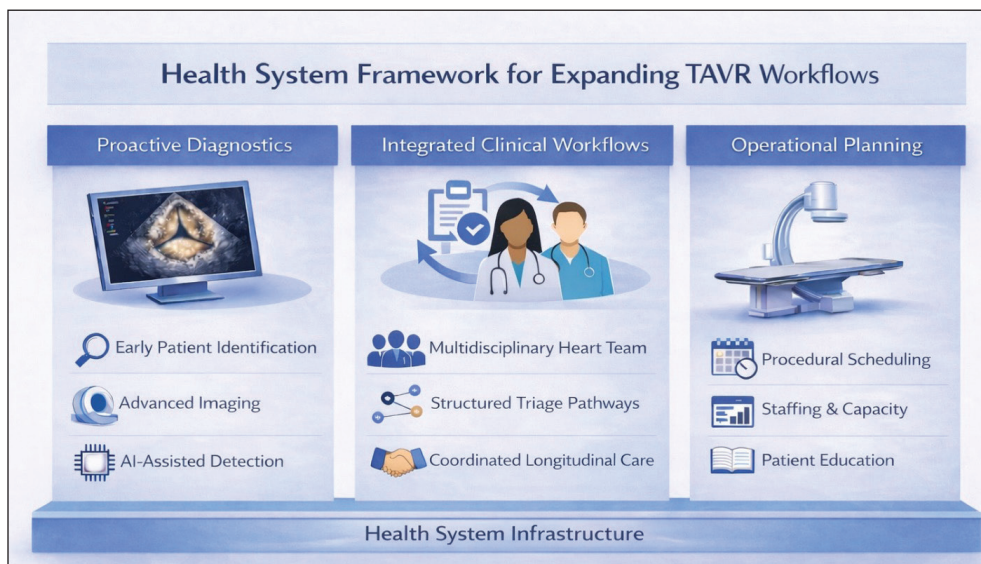 Health System Framework for Expanding TAVR Workflows
Proactive Diagnostics
Early Patient Identification
Advanced Imaging
AI-Assisted Detection
Integrated Clinical Workflows
Multidisciplinary Heart Team
Structured Triage Pathways
Coordinated Longitudinal Care
Operational Planning
Procedural Scheduling
Staffing & Capacity
Patient Education
Health System Infrastructure